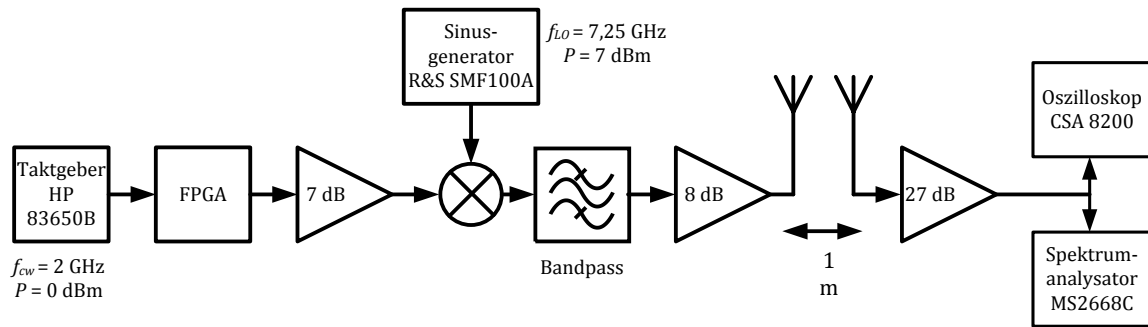 Sinus-
generator
R&S SMF100A
f_LO = 7,25 GHz
P = 7 dBm
Oszilloskop
CSA 8200
Taktgeber
HP
83650B
FPGA
7 dB
8 dB
27 dB
f_cw = 2 GHz
P = 0 dBm
Bandpass
1
m
Spektrum-
analysator
MS2668C